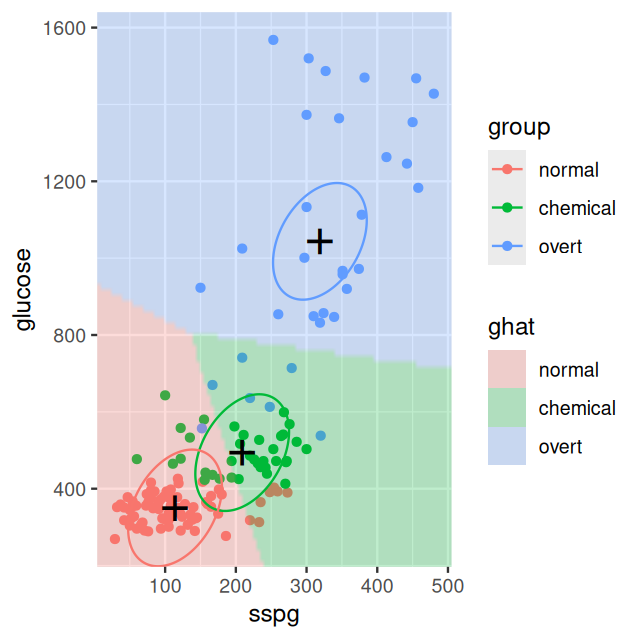 1600
1200
800
400
glucose
100 200 300 400 500
sspg
group
normal
chemical
overt
ghat
normal
chemical
overt